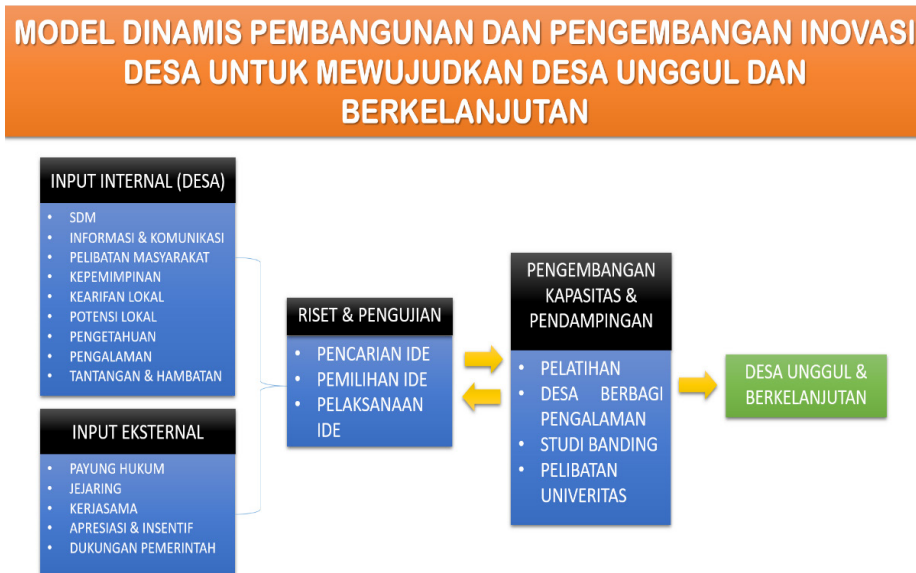 MODEL DINAMIS PEMBANGUNAN DAN PENGEMBANGAN INOVASI
DESA UNTUK MEWUJUDKAN DESA UNGGUL DAN
BERKELANJUTAN
INPUT INTERNAL (DESA)
• SDM
• INFORMASI & KOMUNIKASI
• PELIBATAN MASYARAKAT
• KEPEMIMPINAN
• KEARIFAN LOKAL
• POTENSI LOKAL
• PENGETAHUAN
• PENGALAMAN
• TANTANGAN & HAMBATAN
INPUT EKSTERNAL
• PAYUNG HUKUM
• JEJARING
• KERJASAMA
• APRESIASI & INSENTIF
• DUKUNGAN PEMERINTAH
RISET & PENGUJIAN
• PENCARIAN IDE
• PEMILIHAN IDE
• PELAKSANAAN
IDE
PENGEMBANGAN
KAPASITAS &
PENDAMPINGAN
• PELATIHAN
• DESA BERBAGI
PENGALAMAN
• STUDI BANDING
• PELIBATAN
UNIVERITAS
DESA UNGGUL &
BERKELANJUTAN